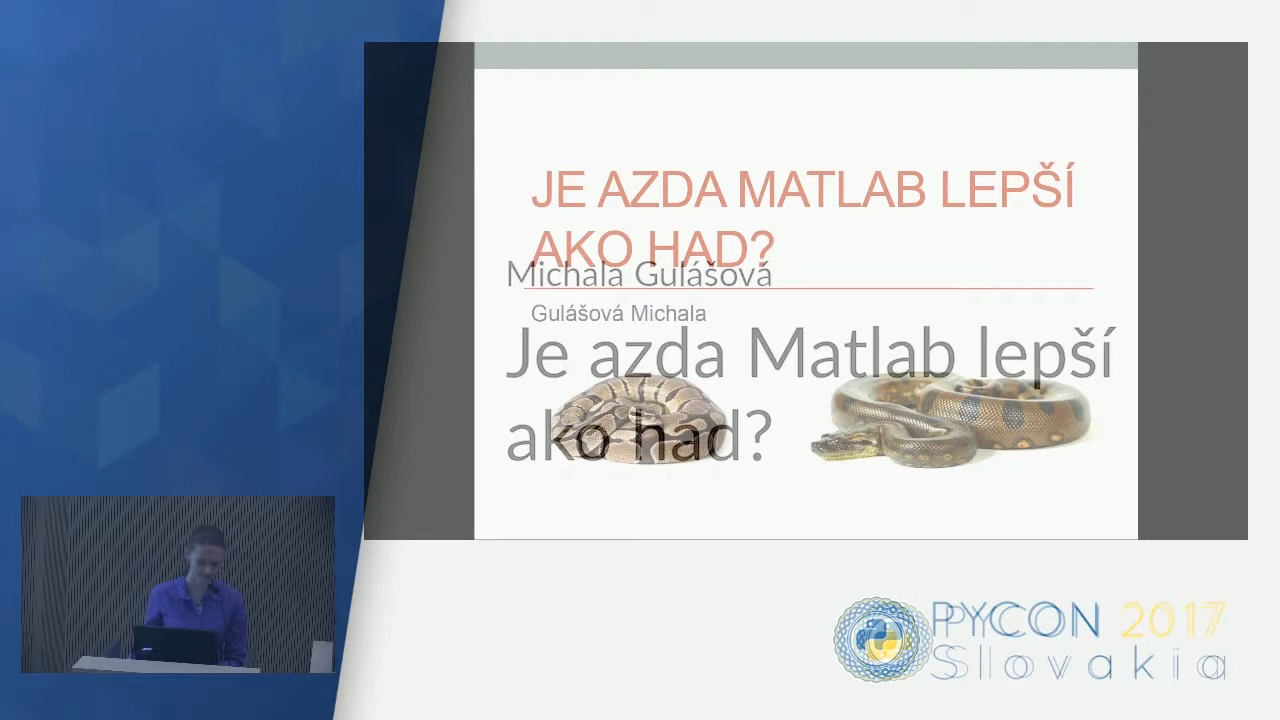 JE AZDA MATLAB LEPŠÍ
AKO HAD?
Michala Gulášová
Gulášová Michala
Je azda Matlab lepší
ako had?
PYCON 2017
Slovakia